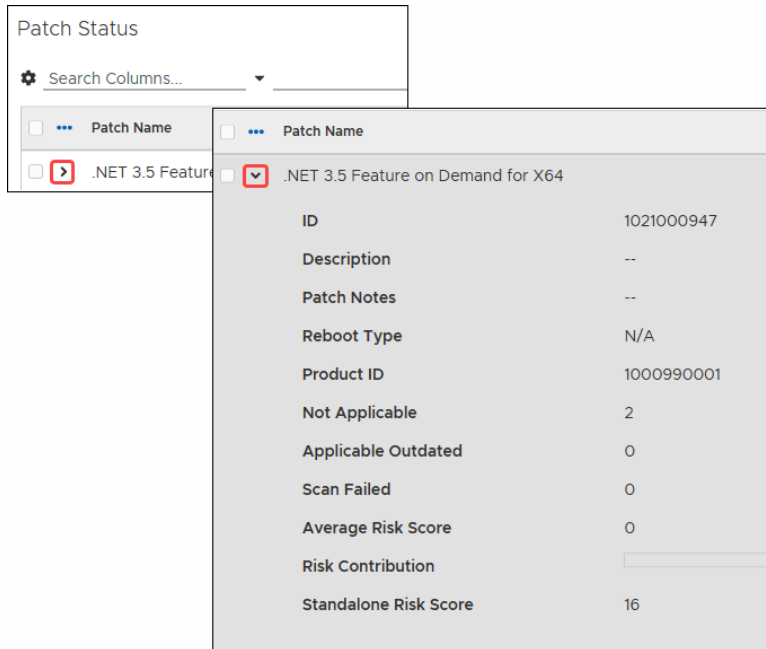 Patch Status
Search Columns...
Patch Name
.NET 3.5 Feature
Patch Name
.NET 3.5 Feature on Demand for X64
ID 1021000947
Description --
Patch Notes --
Reboot Type N/A
Product ID 1000990001
Not Applicable 2
Applicable Outdated 0
Scan Failed 0
Average Risk Score 0
Risk Contribution
Standalone Risk Score 16